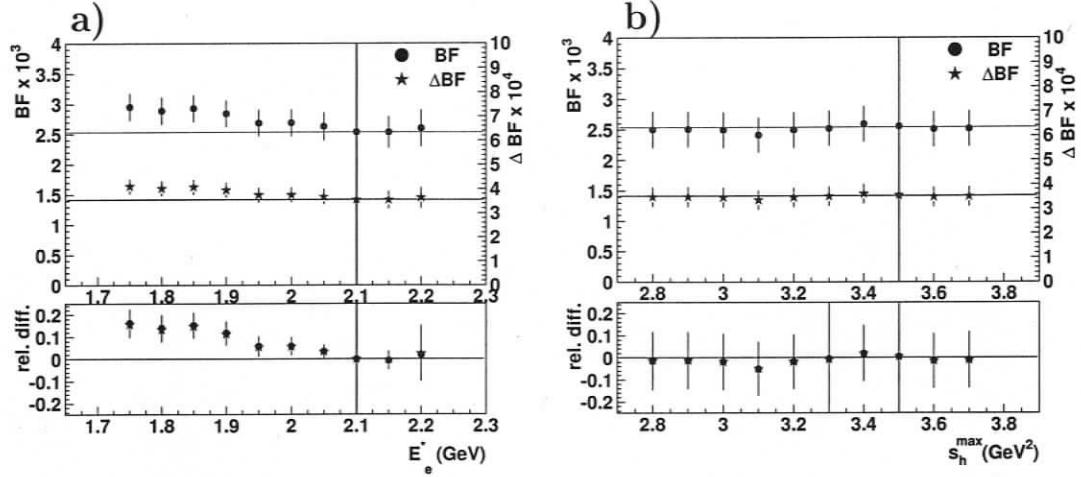 a)
BF x 10³
4
3.5
3
2.5
2
1.5
1
0.5
0
BF
ΔBF
10
9
8
7
6
5
4
3
2
1
0
Δ BF x 10⁴
1.7 1.8 1.9 2 2.1 2.2 2.3
rel. diff.
0.2
0.1
0
-0.1
-0.2
1.7 1.8 1.9 2 2.1 2.2 2.3
E*e (GeV)
b)
BF x 10³
4
3.5
3
2.5
2
1.5
1
0.5
0
BF
ΔBF
10
9
8
7
6
5
4
3
2
1
0
Δ BF x 10⁴
2.8 3 3.2 3.4 3.6 3.8
rel. diff.
0.2
0.1
0
-0.1
-0.2
2.8 3 3.2 3.4 3.6 3.8
s_h^max (GeV²)